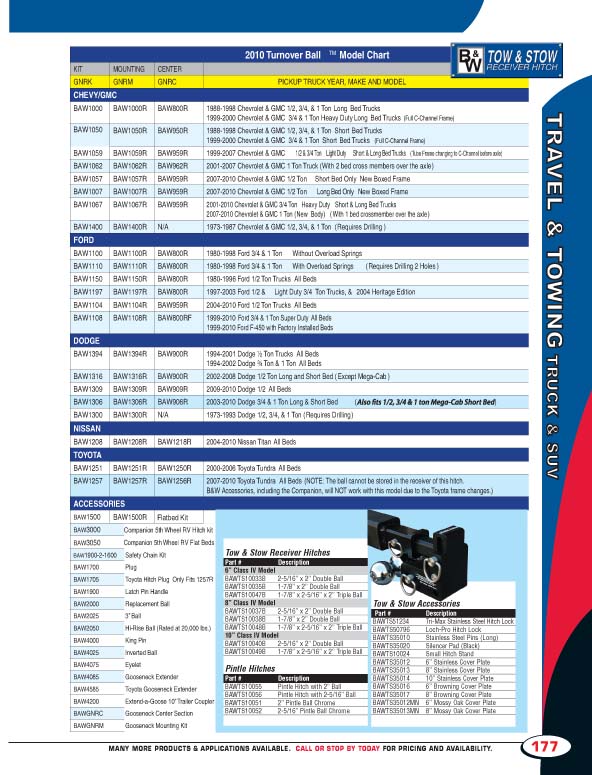 2010 Turnover Ball ™ Model Chart
B&W TOW & STOW
RECEIVER HITCH
KIT MOUNTING CENTER
GNRK GNRM GNRC PICKUP TRUCK YEAR, MAKE AND MODEL
CHEVY/GMC
BAW1000 BAW1000R BAW800R 1988-1998 Chevrolet & GMC 1/2, 3/4, & 1 Ton Long Bed Trucks
1999-2000 Chevrolet & GMC 3/4 & 1 Ton Heavy Duty Long Bed Trucks (Full C-Channel Frame)
BAW1050 BAW1050R BAW950R 1988-1998 Chevrolet & GMC 1/2, 3/4, & 1 Ton Short Bed Trucks
1999-2000 Chevrolet & GMC 3/4 & 1 Ton Short Bed Trucks (Full C-Channel Frame)
BAW1059 BAW1059R BAW959R 1999-2007 Chevrolet & GMC 1/2 & 3/4 Ton Light Duty Short & Long Bed Trucks (Tube Frame changing to C-Channel before axle)
BAW1062 BAW1062R BAW962R 2001-2007 Chevrolet & GMC 1 Ton Truck (With 2 bed cross members over the axle)
BAW1057 BAW1057R BAW959R 2007-2010 Chevrolet & GMC 1/2 Ton Short Bed Only New Boxed Frame
BAW1007 BAW1007R BAW959R 2007-2010 Chevrolet & GMC 1/2 Ton Long Bed Only New Boxed Frame
BAW1067 BAW1067R BAW959R 2001-2010 Chevrolet & GMC 3/4 Ton Heavy Duty Short & Long Bed Trucks
2007-2010 Chevrolet & GMC 1 Ton (New Body) (With 1 bed crossmember over the axle)
BAW1400 BAW1400R N/A 1973-1987 Chevrolet & GMC 1/2, 3/4, & 1 Ton (Requires Drilling)
FORD
BAW1100 BAW1100R BAW800R 1980-1998 Ford 3/4 & 1 Ton Without Overload Springs
BAW1110 BAW1110R BAW800R 1980-1998 Ford 3/4 & 1 Ton With Overload Springs (Requires Drilling 2 Holes)
BAW1150 BAW1150R BAW800R 1980-1996 Ford 1/2 Ton Trucks All Beds
BAW1197 BAW1197R BAW800R 1997-2003 Ford 1/2 & Light Duty 3/4 Ton Trucks, & 2004 Heritage Edition
BAW1104 BAW1104R BAW959R 2004-2010 Ford 1/2 Ton Trucks All Beds
BAW1108 BAW1108R BAW800RF 1999-2010 Ford 3/4 & 1 Ton Super Duty All Beds
1999-2010 Ford F-450 with Factory Installed Beds
DODGE
BAW1394 BAW1394R BAW900R 1994-2001 Dodge ½ Ton Trucks All Beds
1994-2002 Dodge ¾ Ton & 1 Ton All Beds
BAW1316 BAW1316R BAW900R 2002-2008 Dodge 1/2 Ton Long and Short Bed (Except Mega-Cab)
BAW1309 BAW1309R BAW909R 2009-2010 Dodge 1/2 All Beds
BAW1306 BAW1306R BAW906R 2003-2010 Dodge 3/4 & 1 Ton Long & Short Bed (Also fits 1/2, 3/4 & 1 ton Mega-Cab Short Bed)
BAW1300 BAW1300R N/A 1973-1993 Dodge 1/2, 3/4, & 1 Ton (Requires Drilling)
NISSAN
BAW1208 BAW1208R BAW1218R 2004-2010 Nissan Titan All Beds
TOYOTA
BAW1251 BAW1251R BAW1250R 2000-2006 Toyota Tundra All Beds
BAW1257 BAW1257R BAW1256R 2007-2010 Toyota Tundra All Beds (NOTE: The ball cannot be stored in the receiver of this hitch.
B&W Accessories, including the Companion, will NOT work with this model due to the Toyota frame changes.)
ACCESSORIES
BAW1500 BAW1500R Flatbed Kit
BAW3000 Companion 5th Wheel RV Hitch kit
BAW3050 Companion 5th Wheel RV Flat Beds
BAW1900-2-1600 Safety Chain Kit
BAW1700 Plug
BAW1705 Toyota Hitch Plug Only Fits 1257R
BAW1900 Latch Pin Handle
BAW2000 Replacement Ball
BAW2025 3" Ball
BAW2050 Hi-Rise Ball (Rated at 20,000 lbs.)
BAW4000 King Pin
BAW4025 Inverted Ball
BAW4075 Eyelet
BAW4085 Gooseneck Extender
BAW4585 Toyota Gooseneck Extender
BAW4200 Extend-a-Goose 10" Trailer Coupler
BAWGNRC Gooseneck Center Section
BAWGNRM Gooseneck Mounting Kit
Tow & Stow Receiver Hitches
Part # Description
6" Class IV Model
BAWTS10033B 2-5/16" x 2" Double Ball
BAWTS10035B 1-7/8" x 2" Double Ball
BAWTS10047B 1-7/8" x 2-5/16" x 2" Triple Ball
8" Class IV Model
BAWTS10037B 2-5/16" x 2" Double Ball
BAWTS10038B 1-7/8" x 2" Double Ball
BAWTS10048B 1-7/8" x 2-5/16" x 2" Triple Ball
10" Class IV Model
BAWTS10040B 2-5/16" x 2" Double Ball
BAWTS10049B 1-7/8" x 2-5/16" x 2" Triple Ball
Pintle Hitches
Part # Description
BAWTS10055 Pintle Hitch with 2" Ball
BAWTS10056 Pintle Hitch with 2-5/16" Ball
BAWTS10051 2" Pintle Ball Chrome
BAWTS10052 2-5/16" Pintle Ball Chrome
Tow & Stow Accessories
Part # Description
BAWTS51234 Tri-Max Stainless Steel Hitch Lock
BAWTS50796 Loch-Pro Hitch Lock
BAWTS35010 Stainless Steel Pins (Long)
BAWTS35020 Silencer Pad (Black)
BAWTS10024 Small Hitch Stand
BAWTS35012 6" Stainless Cover Plate
BAWTS35013 8" Stainless Cover Plate
BAWTS35014 10" Stainless Cover Plate
BAWTS35016 6" Browning Cover Plate
BAWTS35017 8" Browning Cover Plate
BAWTS35012MN 6" Mossy Oak Cover Plate
BAWTS35013MN 8" Mossy Oak Cover Plate
TRAVEL & TOWING TRUCK & SUV
MANY MORE PRODUCTS & APPLICATIONS AVAILABLE. CALL OR STOP BY TODAY FOR PRICING AND AVAILABILITY.
177